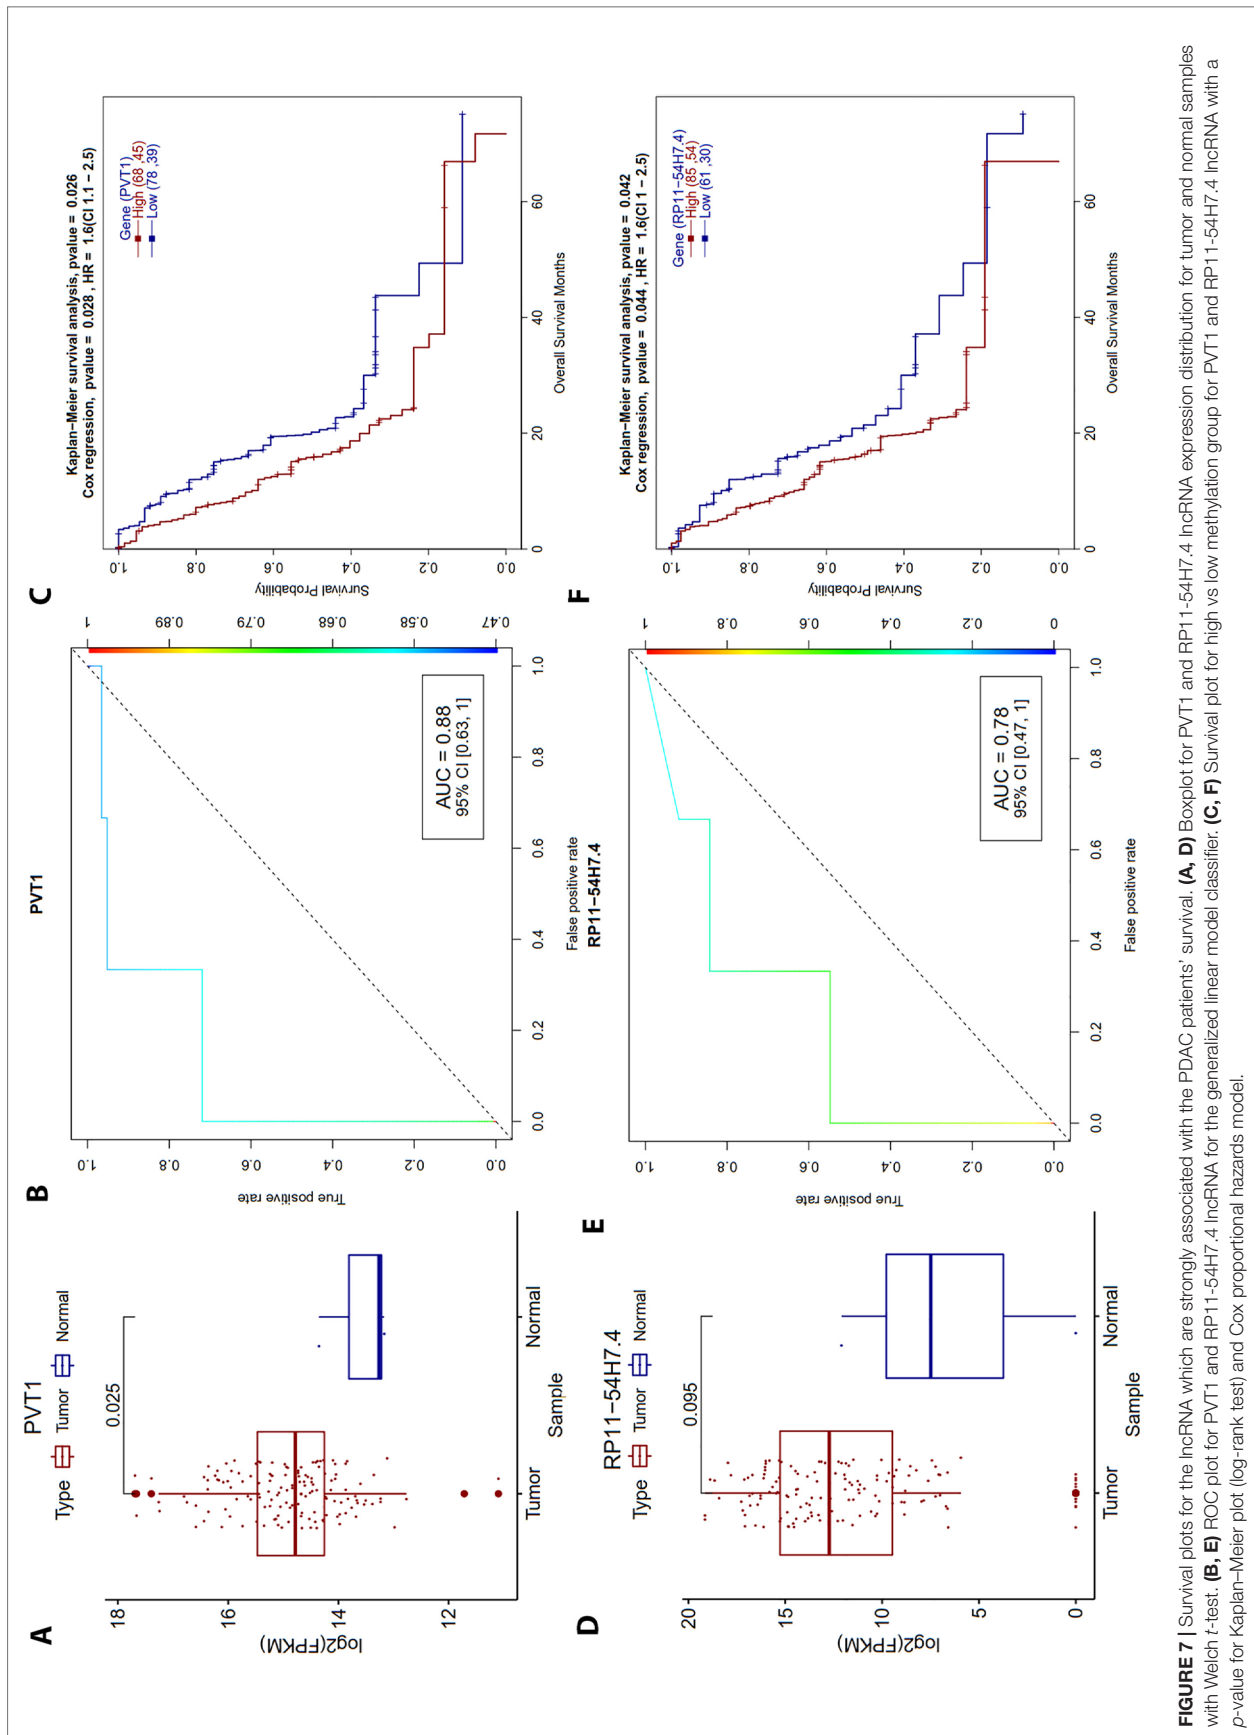 A
PVT1
Type Tumor Normal
0.025
18
16
14
12
log2(FPKM)
Tumor
Normal
Sample
B
PVT1
1.0
0.8
0.6
0.4
0.2
0.0
True positive rate
0.0 0.2 0.4 0.6 0.8 1.0
False positive rate
AUC = 0.88
95% CI [0.63, 1]
1
0.89
0.79
0.68
0.58
0.47
C
Kaplan−Meier survival analysis, pvalue = 0.026
Cox regression, pvalue = 0.028 , HR = 1.6(CI 1.1 − 2.5)
Gene (PVT1)
High (68 ,45)
Low (78 ,39)
1.0
0.8
0.6
0.4
0.2
0.0
Survival Probability
0 20 40 60
Overall Survival Months
D
RP11−54H7.4
Type Tumor Normal
0.095
20
15
10
5
0
log2(FPKM)
Tumor
Normal
Sample
E
RP11−54H7.4
1.0
0.8
0.6
0.4
0.2
0.0
True positive rate
0.0 0.2 0.4 0.6 0.8 1.0
False positive rate
AUC = 0.78
95% CI [0.47, 1]
1
0.8
0.6
0.4
0.2
0
F
Kaplan−Meier survival analysis, pvalue = 0.042
Cox regression, pvalue = 0.044 , HR = 1.6(CI 1 − 2.5)
Gene (RP11−54H7.4)
High (85 ,54)
Low (61 ,30)
1.0
0.8
0.6
0.4
0.2
0.0
Survival Probability
0 20 40 60
Overall Survival Months
FIGURE 7 | Survival plots for the lncRNA which are strongly associated with the PDAC patients' survival. (A, D) Boxplot for PVT1 and RP11-54H7.4 lncRNA expression distribution for tumor and normal samples
with Welch t-test. (B, E) ROC plot for PVT1 and RP11-54H7.4 lncRNA for the generalized linear model classifier. (C, F) Survival plot for high vs low methylation group for PVT1 and RP11-54H7.4 lncRNA with a
p-value for Kaplan–Meier plot (log-rank test) and Cox proportional hazards model.